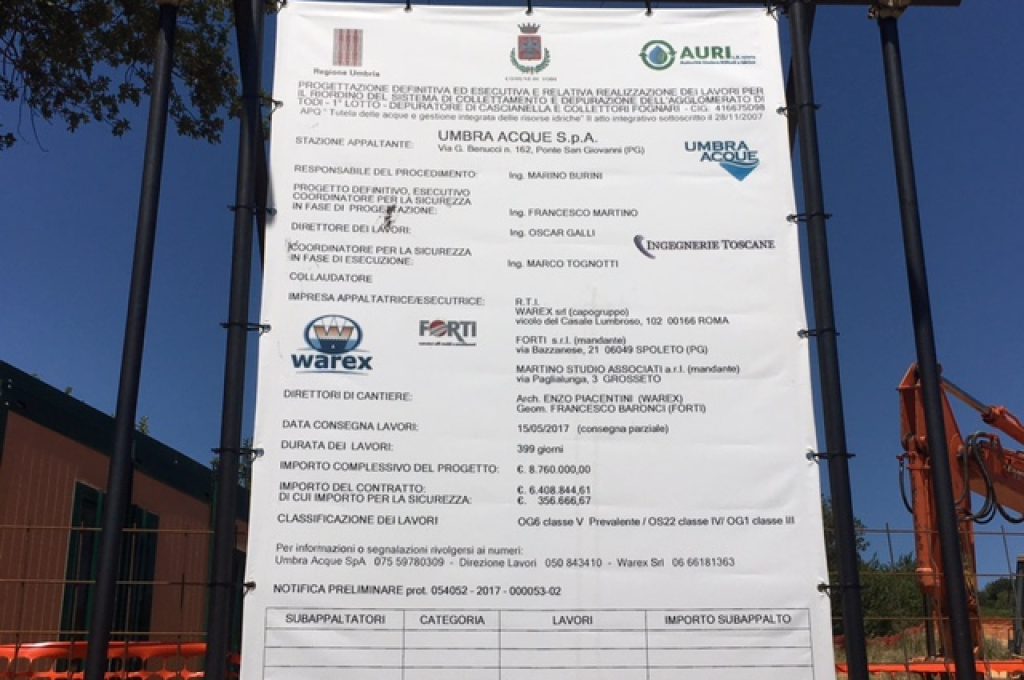 Regione Umbria
COMUNE DI TODI
AURI
PROGETTAZIONE DEFINITIVA ED ESECUTIVA E RELATIVA REALIZZAZIONE DEI LAVORI PER
IL RIORDINO DEL SISTEMA DI COLLETTAMENTO E DEPURAZIONE DELL'AGGLOMERATO DI
TODI - 1° LOTTO - DEPURATORE DI CASCIANELLA E COLLETTORI FOGNARI - CIG. 416675D98
APQ " Tutela delle acque e gestione integrata delle risorse idriche" II atto integrativo sottoscritto il 28/11/2007
STAZIONE APPALTANTE: UMBRA ACQUE S.p.A.
Via G. Benucci n. 162, Ponte San Giovanni (PG)
UMBRA
ACQUE
RESPONSABILE DEL PROCEDIMENTO: Ing. MARINO BURINI
PROGETTO DEFINITIVO, ESECUTIVO
COORDINATORE PER LA SICUREZZA
IN FASE DI PROGETTAZIONE: Ing. FRANCESCO MARTINO
DIRETTORE DEI LAVORI: Ing. OSCAR GALLI
INGEGNERIE TOSCANE
COORDINATORE PER LA SICUREZZA
IN FASE DI ESECUZIONE: Ing. MARCO TOGNOTTI
COLLAUDATORE
IMPRESA APPALTATRICE/ESECUTRICE: R.T.I.
WAREX srl (capogruppo)
vicolo del Casale Lumbroso, 102 00166 ROMA
warex
FORTI
FORTI s.r.l. (mandante)
via Bazzanese, 21 06049 SPOLETO (PG)
MARTINO STUDIO ASSOCIATI a.r.l. (mandante)
via Paglialunga, 3 GROSSETO
DIRETTORI DI CANTIERE: Arch. ENZO PIACENTINI (WAREX)
Geom. FRANCESCO BARONCI (FORTI)
DATA CONSEGNA LAVORI: 15/05/2017 (consegna parziale)
DURATA DEI LAVORI: 399 giorni
IMPORTO COMPLESSIVO DEL PROGETTO: €. 8.760.000,00
IMPORTO DEL CONTRATTO: €. 6.408.844,61
DI CUI IMPORTO PER LA SICUREZZA: €. 356.666,67
CLASSIFICAZIONE DEI LAVORI OG6 classe V Prevalente / OS22 classe IV/ OG1 classe III
Per informazioni o segnalazioni rivolgersi ai numeri:
Umbra Acque SpA 075 59780309 - Direzione Lavori 050 843410 - Warex Srl 06 66181363
NOTIFICA PRELIMINARE prot. 054052 - 2017 - 000053-02
SUBAPPALTATORI CATEGORIA LAVORI IMPORTO SUBAPPALTO